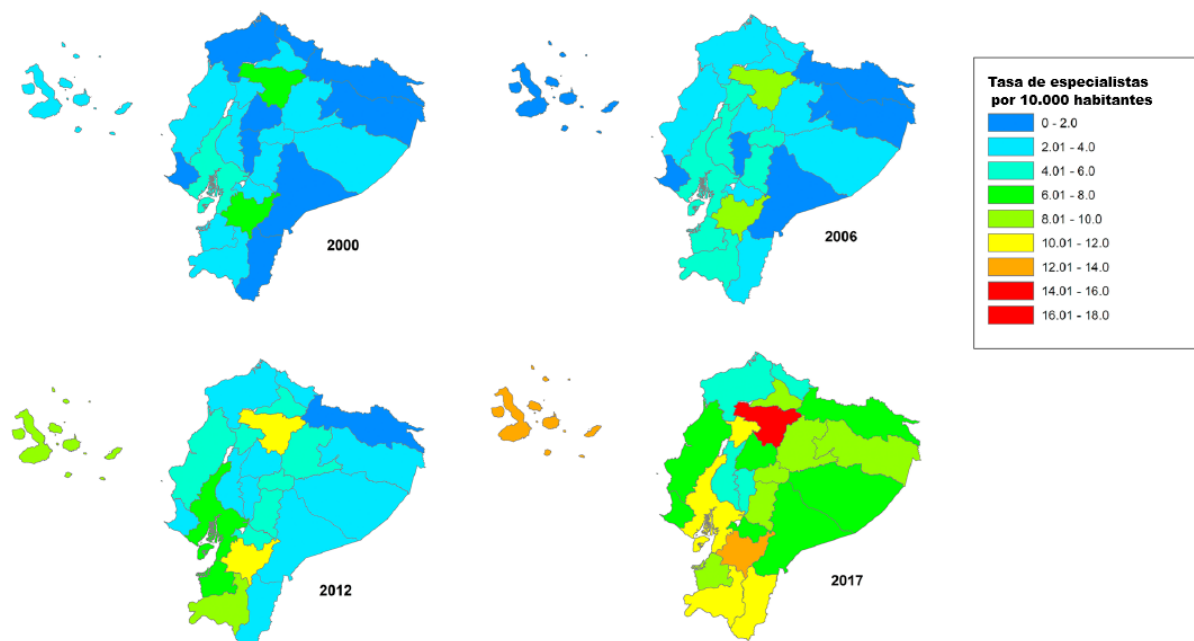 2000
2006
Tasa de especialistas
por 10.000 habitantes
0 - 2.0
2.01 - 4.0
4.01 - 6.0
6.01 - 8.0
8.01 - 10.0
10.01 - 12.0
12.01 - 14.0
14.01 - 16.0
16.01 - 18.0
2012
2017